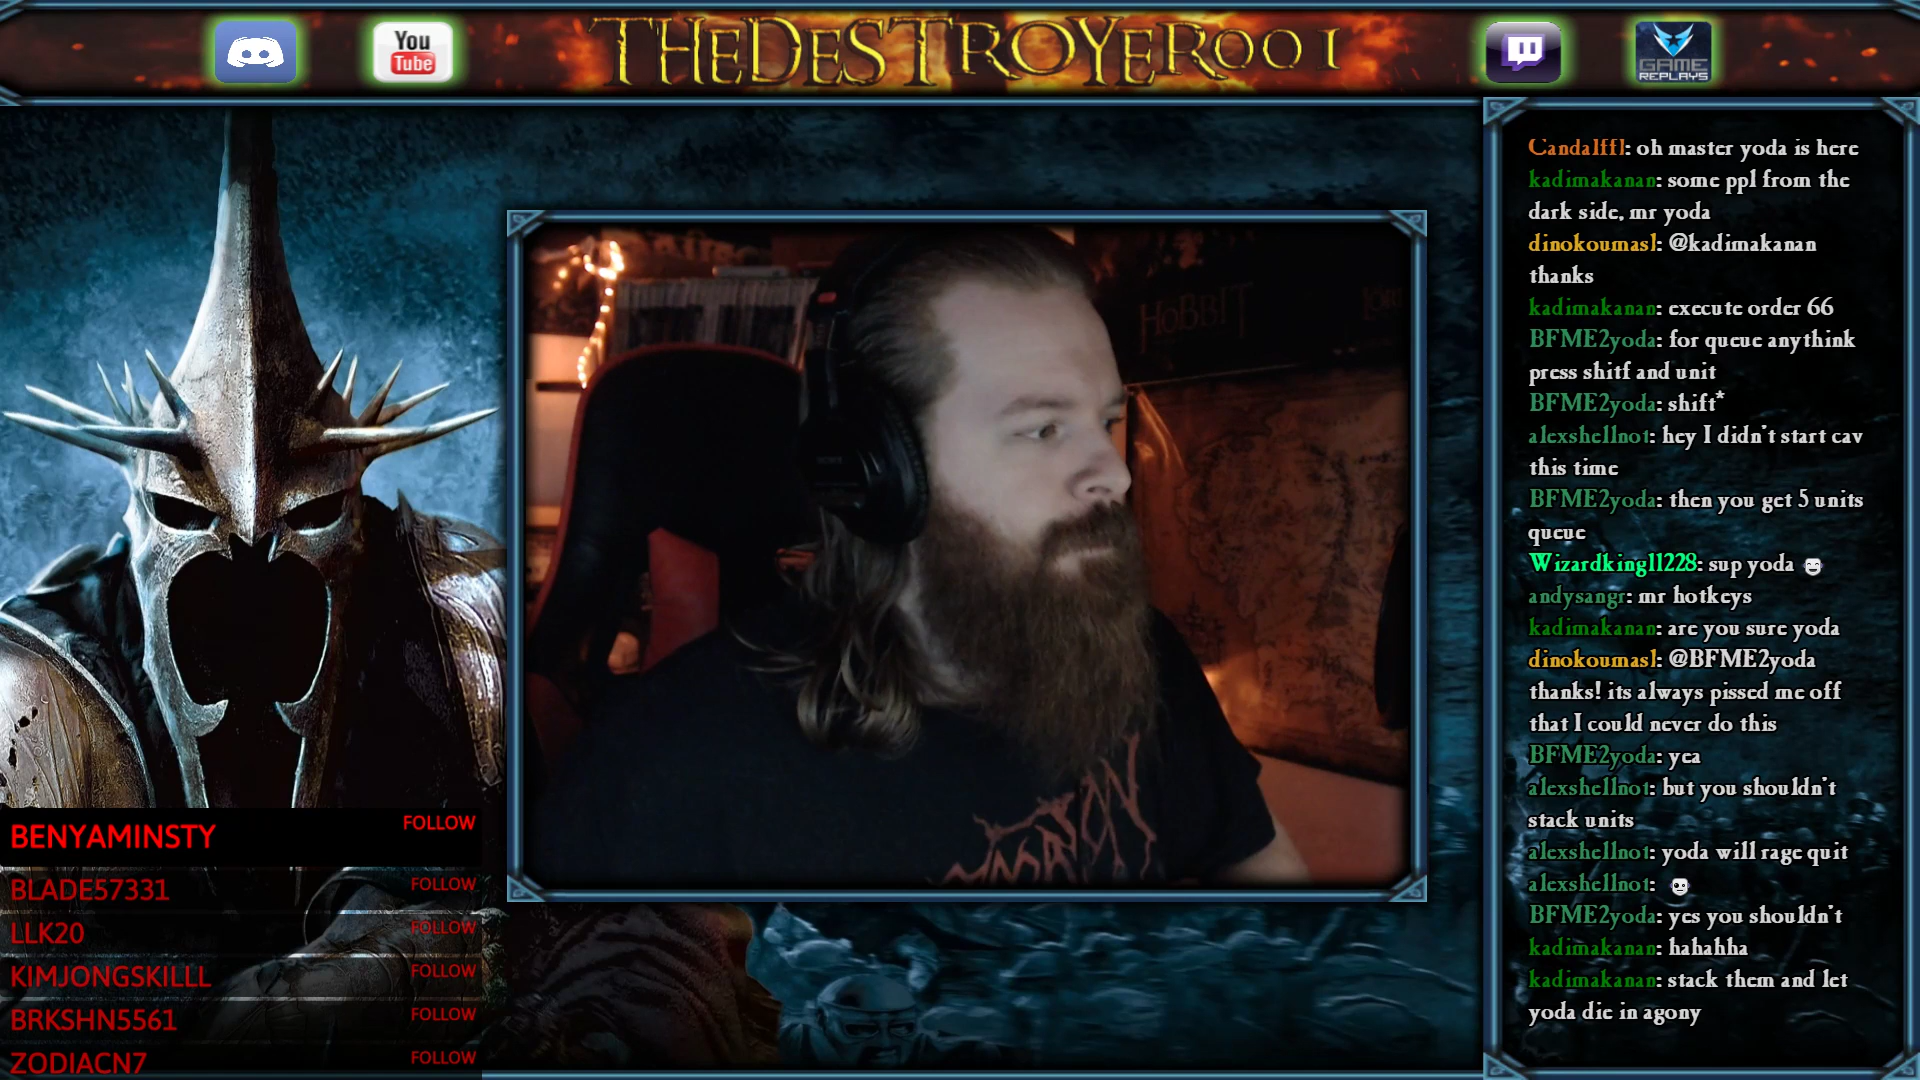 You
Tube
THEDESTROYER001
GAME
REPLAYS
HOBBIT
SONY
Candalff1: oh master yoda is here
kadimakanan: some ppl from the
dark side, mr yoda
dinokoumas1: @kadimakanan
thanks
kadimakanan: execute order 66
BFME2yoda: for queue anythink
press shitf and unit
BFME2yoda: shift*
alexshellnot: hey I didn't start cav
this time
BFME2yoda: then you get 5 units
queue
Wizardking11228: sup yoda
andysangr: mr hotkeys
kadimakanan: are you sure yoda
dinokoumas1: @BFME2yoda
thanks! its always pissed me off
that I could never do this
BFME2yoda: yea
alexshellnot: but you shouldn't
stack units
alexshellnot: yoda will rage quit
alexshellnot:
BFME2yoda: yes you shouldn't
kadimakanan: hahahha
kadimakanan: stack them and let
yoda die in agony
BENYAMINSTY FOLLOW
BLADE57331 FOLLOW
LLK20 FOLLOW
KIMJONGSKILLL FOLLOW
BRKSHN5561 FOLLOW
ZODIACN7 FOLLOW